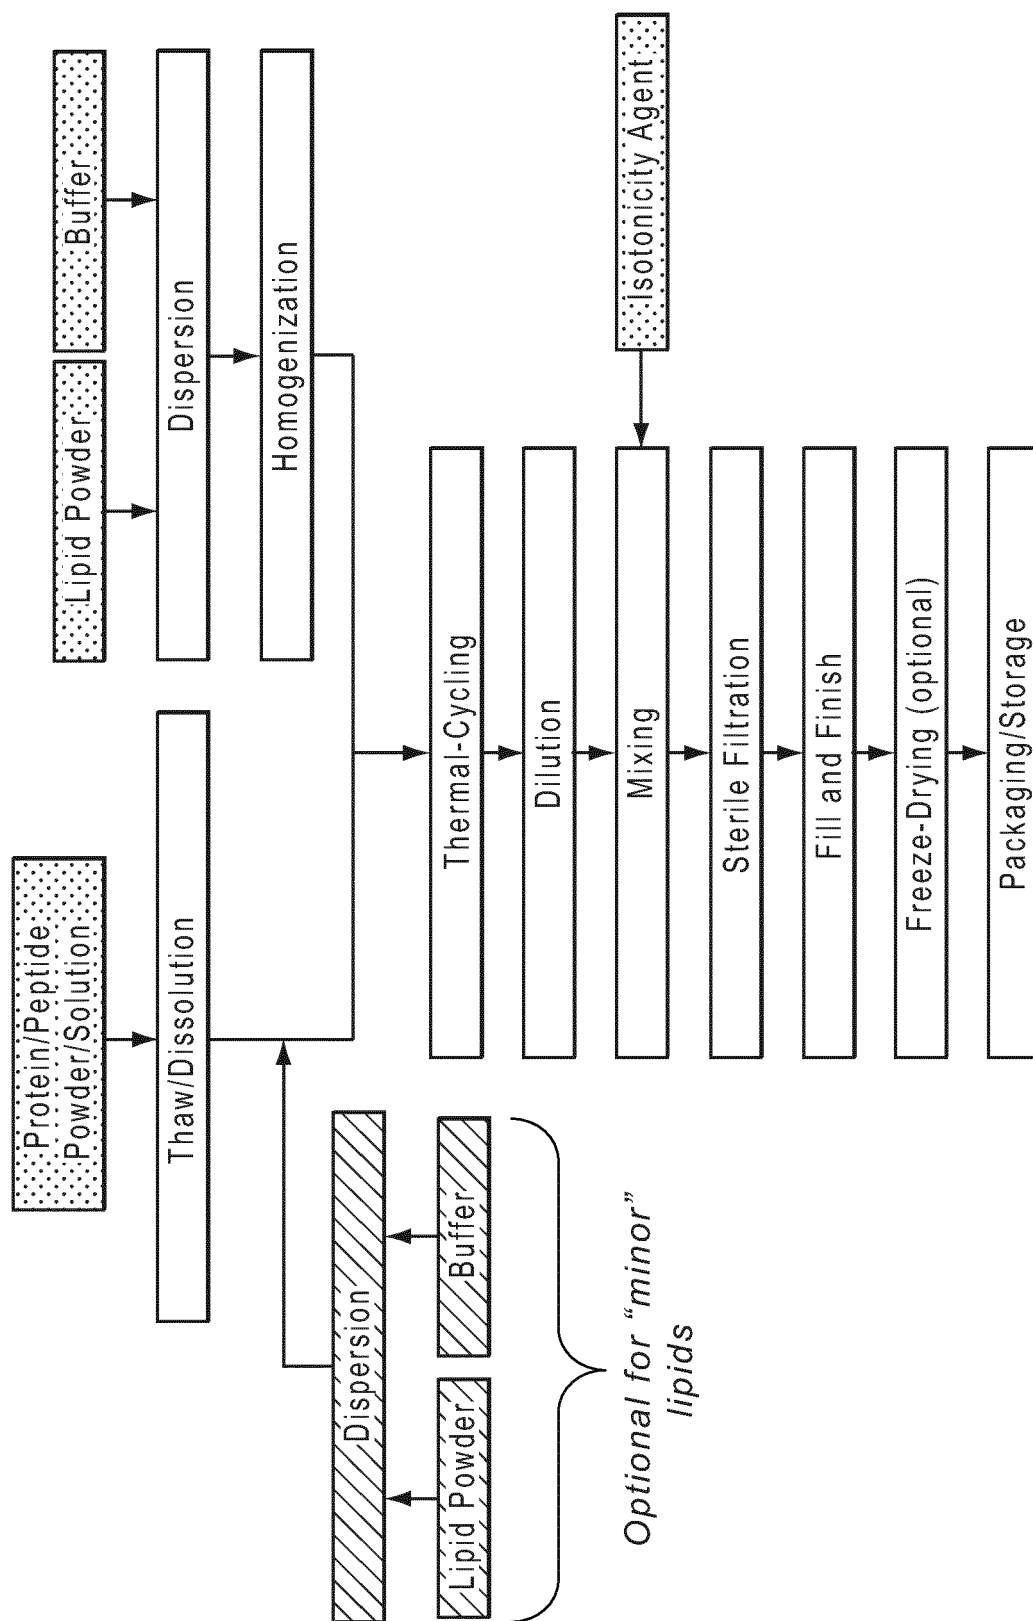 Protein/Peptide
Powder/Solution
Lipid Powder
Buffer
Thaw/Dissolution
Dispersion
Homogenization
Dispersion
Lipid Powder
Buffer
Optional for “minor”
lipids
Thermal-Cycling
Dilution
Mixing
Isotonicity Agent
Sterile Filtration
Fill and Finish
Freeze-Drying (optional)
Packaging/Storage